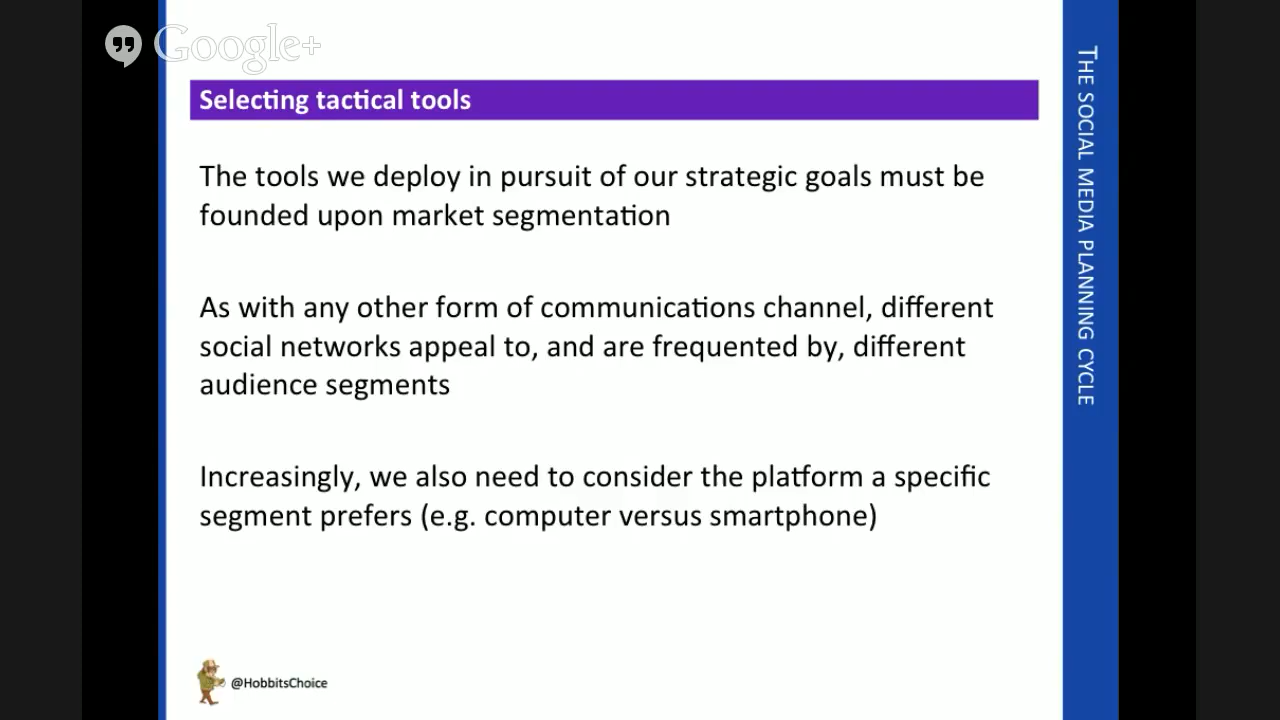 Google+
Selecting tactical tools
The tools we deploy in pursuit of our strategic goals must be
founded upon market segmentation
As with any other form of communications channel, different
social networks appeal to, and are frequented by, different
audience segments
Increasingly, we also need to consider the platform a specific
segment prefers (e.g. computer versus smartphone)
@HobbitsChoice
THE SOCIAL MEDIA PLANNING CYCLE